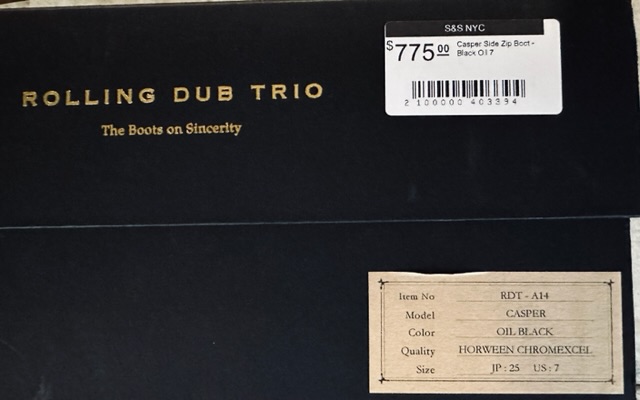 S&S NYC
$775.00 Casper Side Zip Boot -
Black Oil 7
2 100000 403394
ROLLING DUB TRIO
The Boots on Sincerity
Item No RDT - A14
Model CASPER
Color OIL BLACK
Quality HORWEEN CHROMEXCEL
Size JP : 25 US : 7